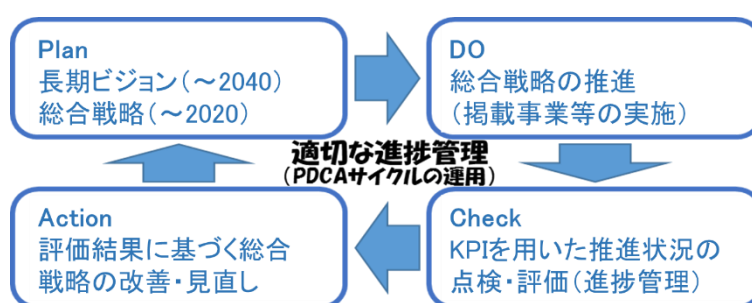 Plan
長期ビジョン(～2040)
総合戦略(～2020)
DO
総合戦略の推進
(掲載事業等の実施)
適切な進捗管理
(PDCAサイクルの運用)
Action
評価結果に基づく総合
戦略の改善・見直し
Check
KPIを用いた推進状況の
点検・評価(進捗管理)